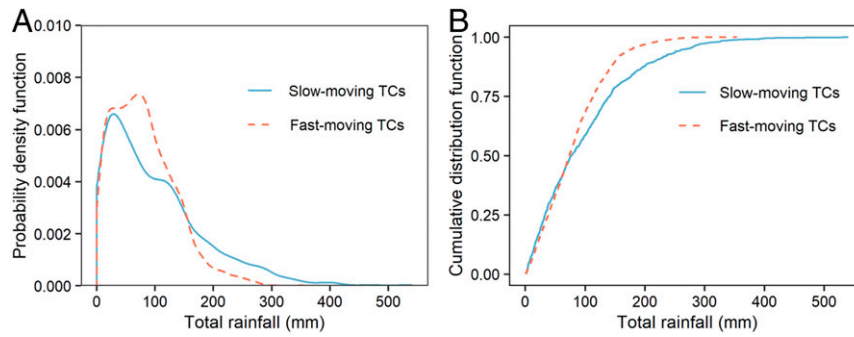 A
0.010
0.008
0.006
0.004
0.002
0.000
Probability density function
Slow-moving TCs
Fast-moving TCs
0 100 200 300 400 500
Total rainfall (mm)
B
1.00
0.75
0.50
0.25
0.00
Cumulative distribution function
Slow-moving TCs
Fast-moving TCs
0 100 200 300 400 500
Total rainfall (mm)